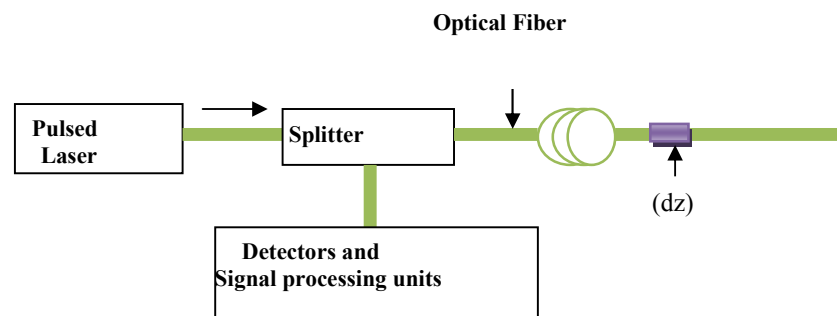 Optical Fiber
Pulsed
Laser
Splitter
(dz)
Detectors and
Signal processing units